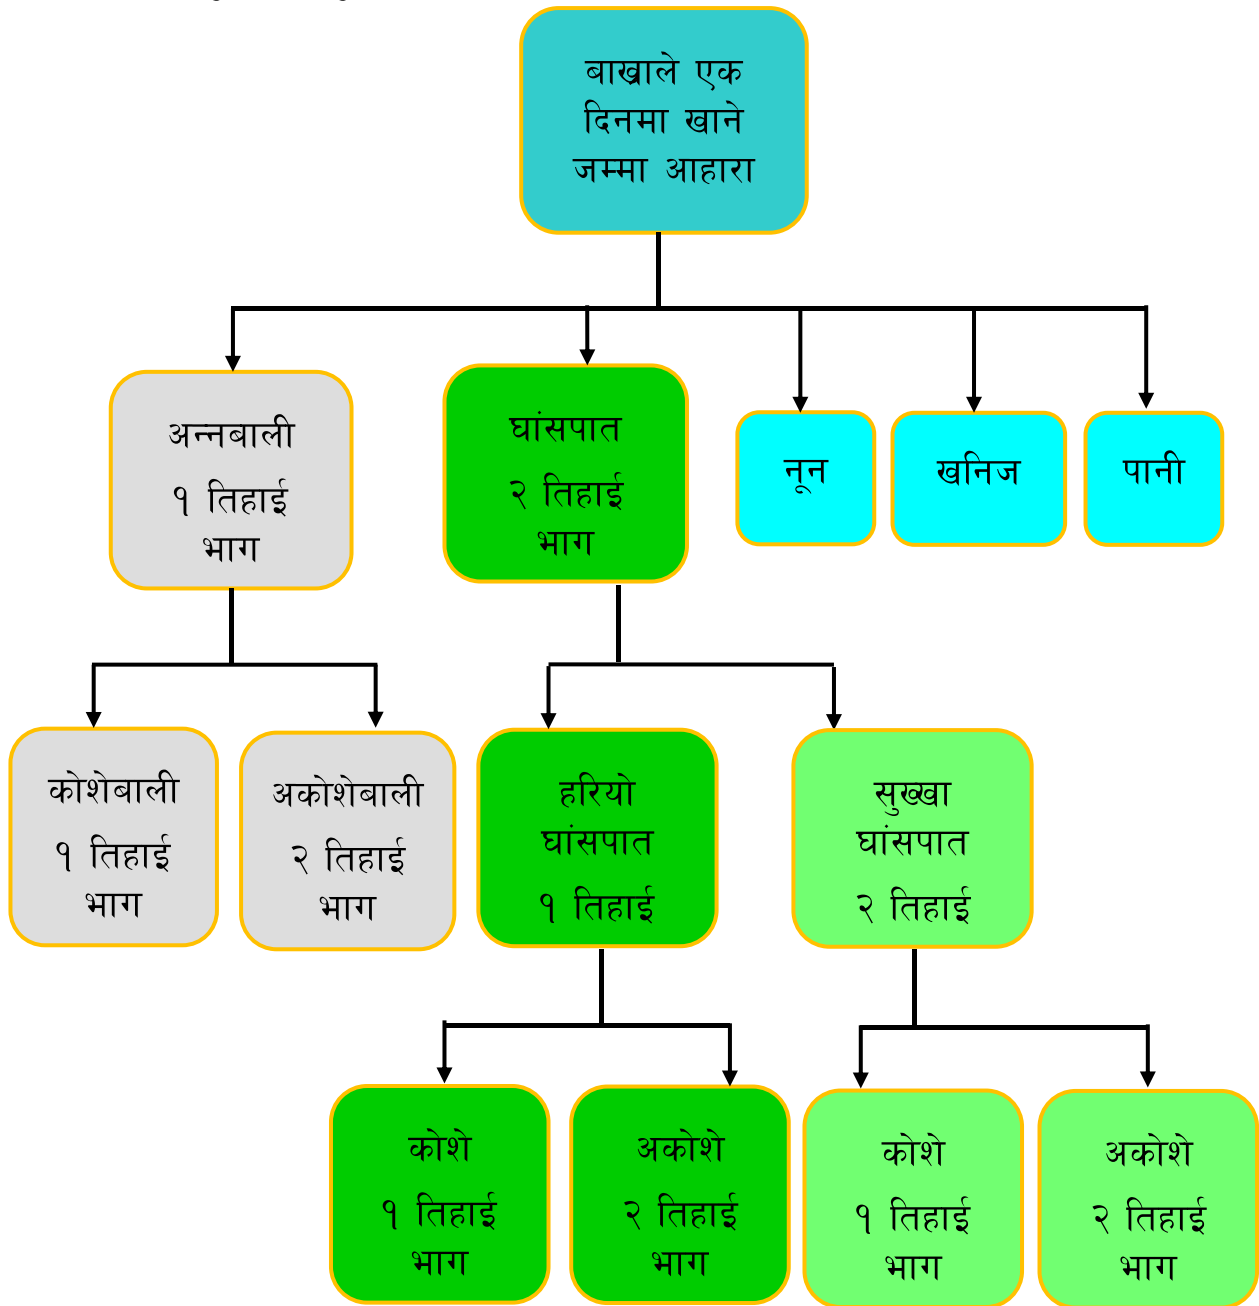 बाख्राले एक
दिनमा खाने
जम्मा आहारा
अन्नबाली
१ तिहाई
भाग
घांसपात
२ तिहाई
भाग
नून
खनिज
पानी
कोशेबाली
१ तिहाई
भाग
अकोशेबाली
२ तिहाई
भाग
हरियो
घांसपात
१ तिहाई
सुख्खा
घांसपात
२ तिहाई
कोशे
१ तिहाई
भाग
अकोशे
२ तिहाई
भाग
कोशे
१ तिहाई
भाग
अकोशे
२ तिहाई
भाग